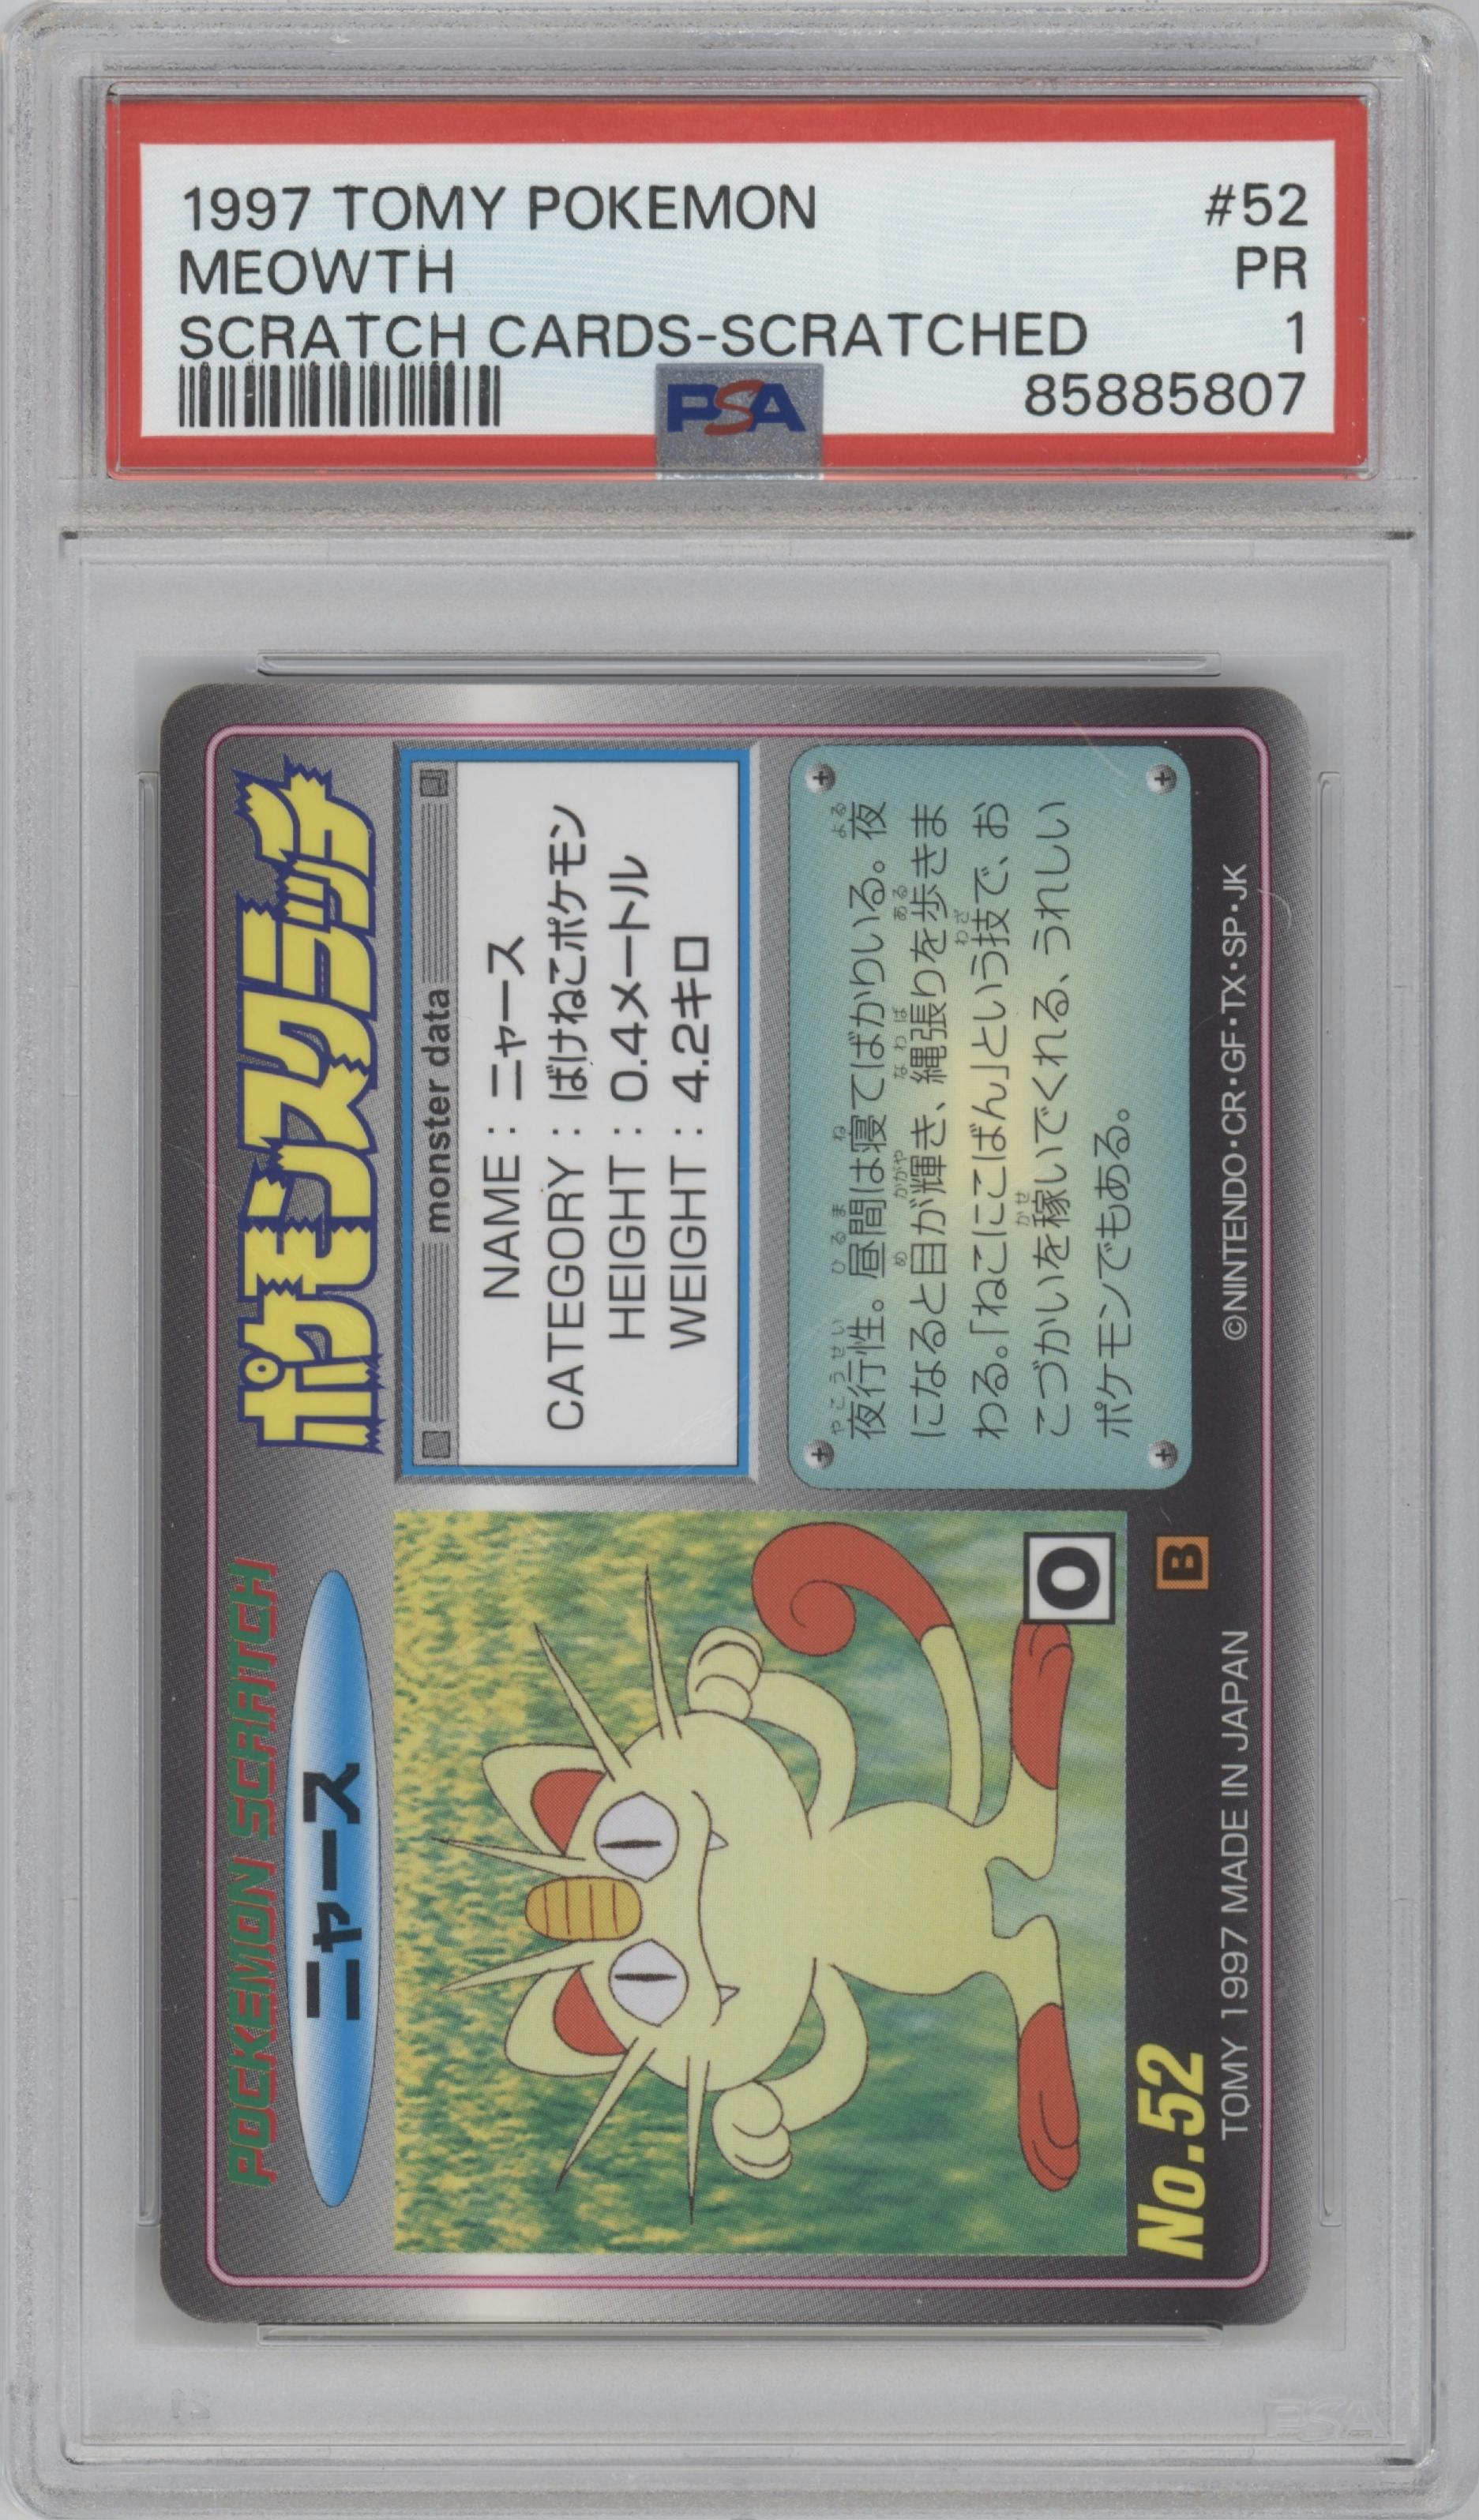 1997 TOMY POKEMON #52
MEOWTH PR
SCRATCH CARDS-SCRATCHED 1
PSA 85885807
POCKEMON SCRATCH
ポケモンスクラッチ
ニャース
monster data
NAME : ニャース
CATEGORY : ばけねこポケモン
HEIGHT : 0.4メートル
WEIGHT : 4.2キロ
夜行性。昼間は寝てばかりいる。夜
になると目が輝き、縄張りを歩きま
わる。「ねこにこばん」という技で、お
こづかいを稼いでくれる、うれしい
ポケモンでもある。
O
No.52
B
TOMY 1997 MADE IN JAPAN
©NINTENDO•CR•GF•TX•SP•JK
PSA